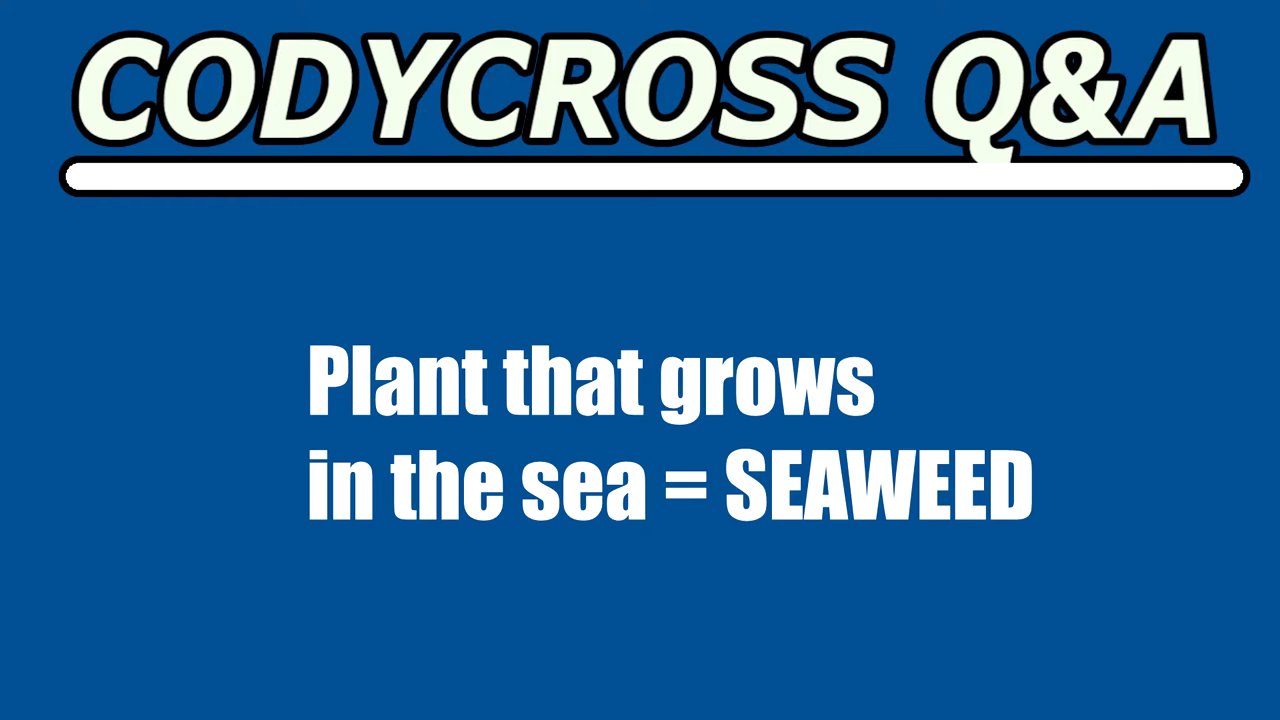 CODYCROSS Q&A
Plant that grows
in the sea = SEAWEED